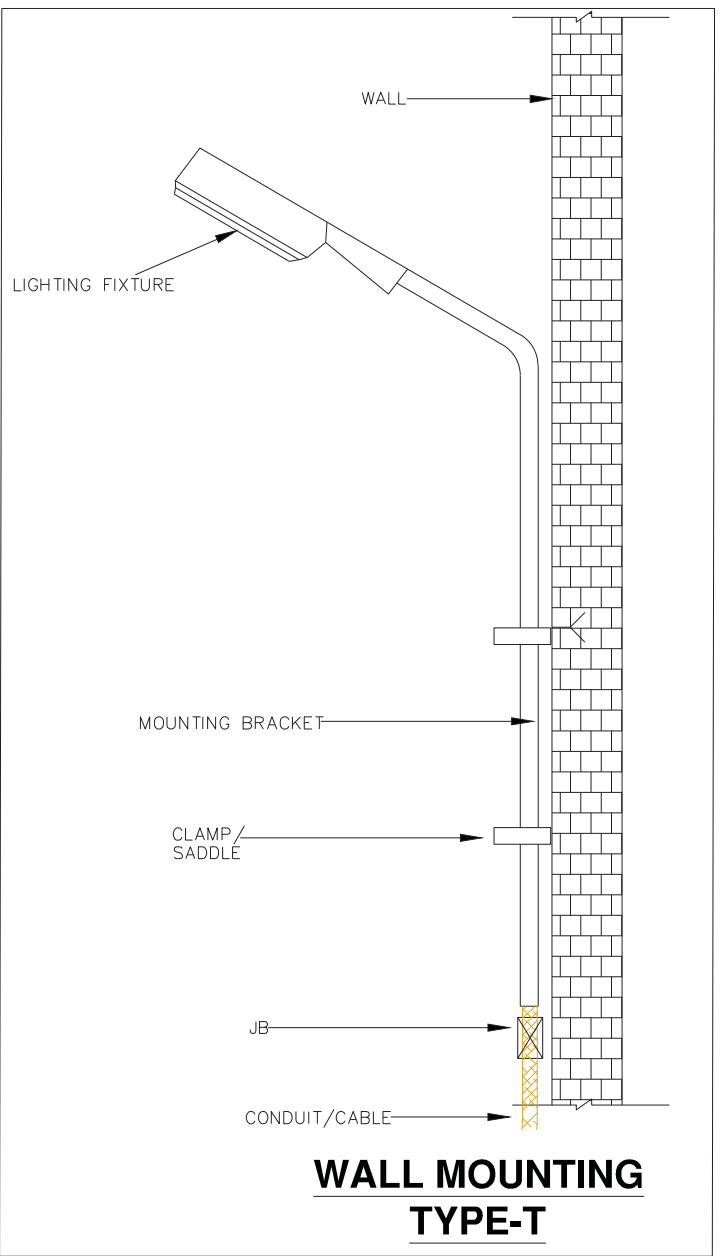 WALL
LIGHTING FIXTURE
MOUNTING BRACKET
CLAMP/
SADDLE
JB
CONDUIT/CABLE
WALL MOUNTING
TYPE-T